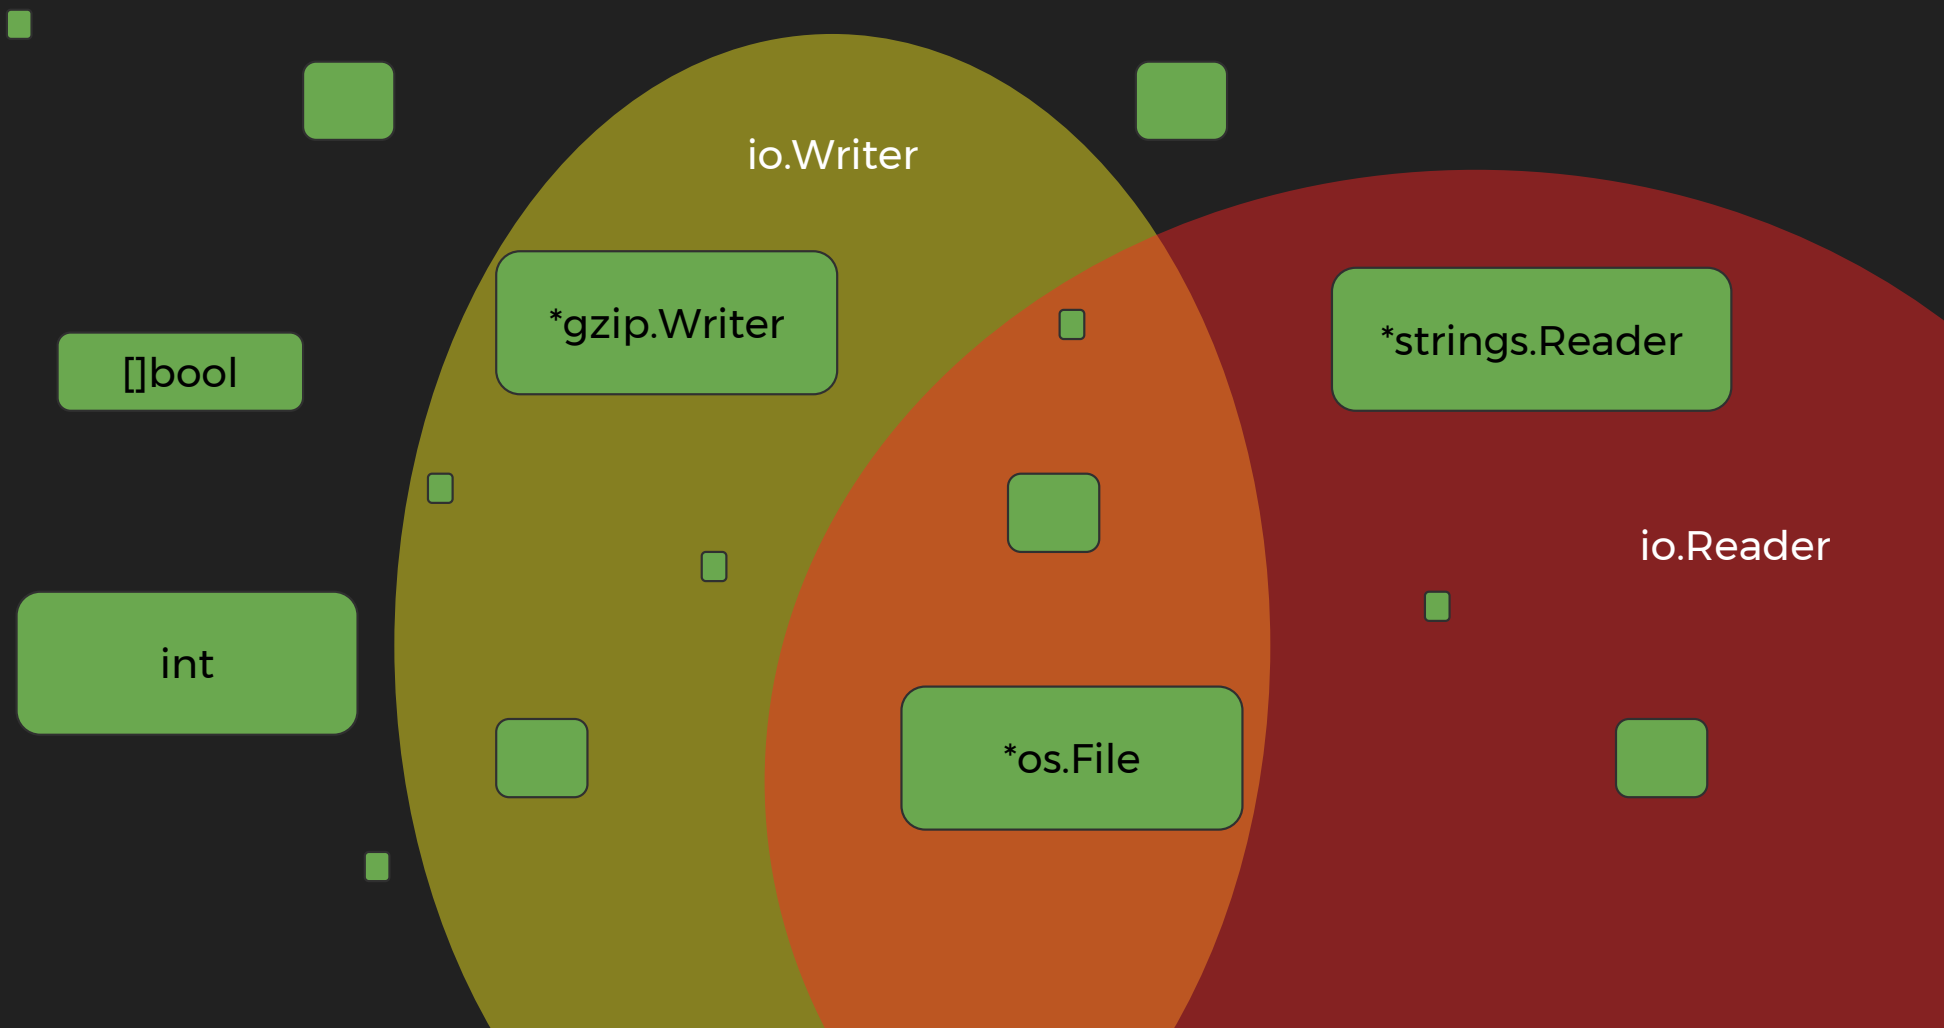 io.Writer
*gzip.Writer
*strings.Reader
[]bool
io.Reader
int
*os.File